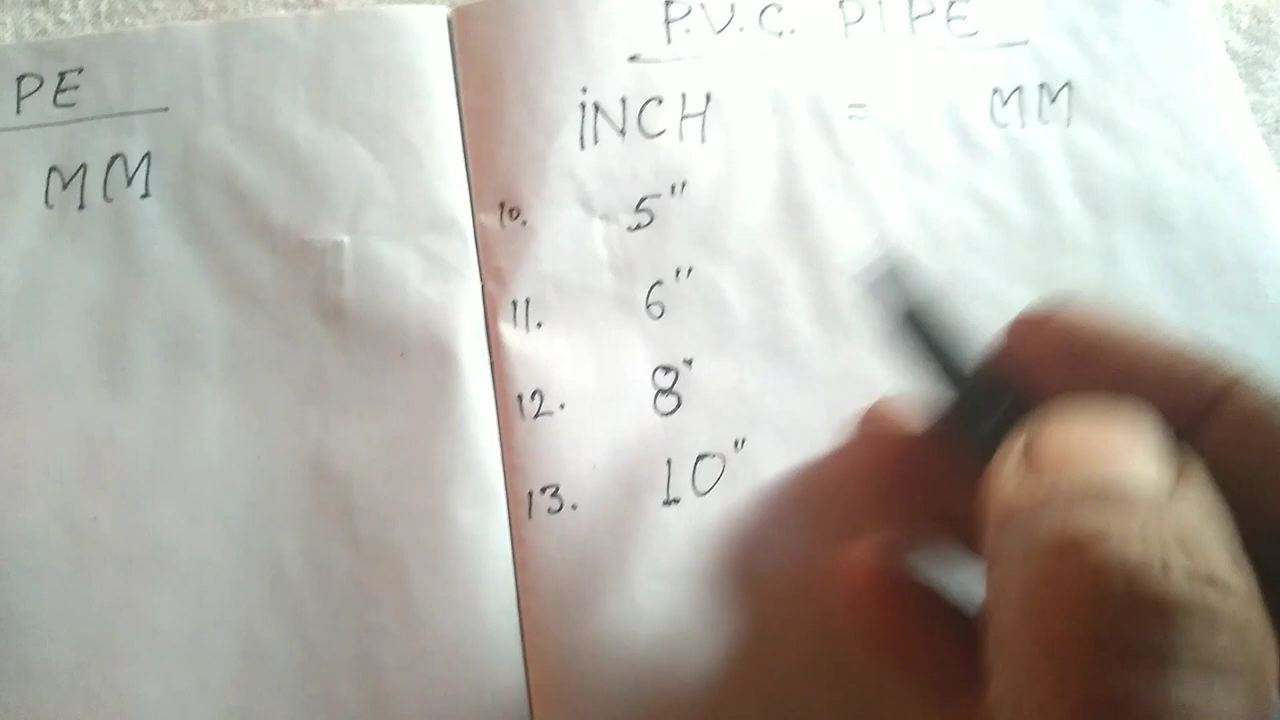 PE
MM
P.V.C. PIPE
INCH = MM
10. 5"
11. 6"
12. 8"
13. 10"